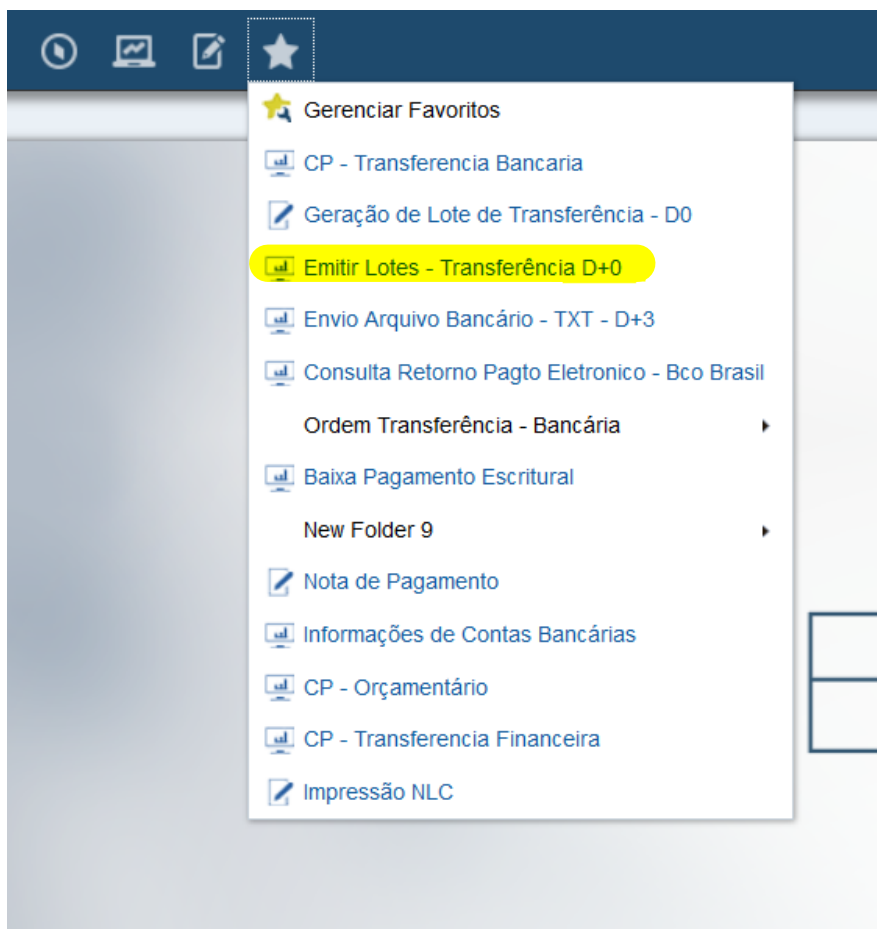 Gerenciar Favoritos
CP - Transferencia Bancaria
Geração de Lote de Transferência - D0
Emitir Lotes - Transferência D+0
Envio Arquivo Bancário - TXT - D+3
Consulta Retorno Pagto Eletronico - Bco Brasil
Ordem Transferência - Bancária
Baixa Pagamento Escritural
New Folder 9
Nota de Pagamento
Informações de Contas Bancárias
CP - Orçamentário
CP - Transferencia Financeira
Impressão NLC